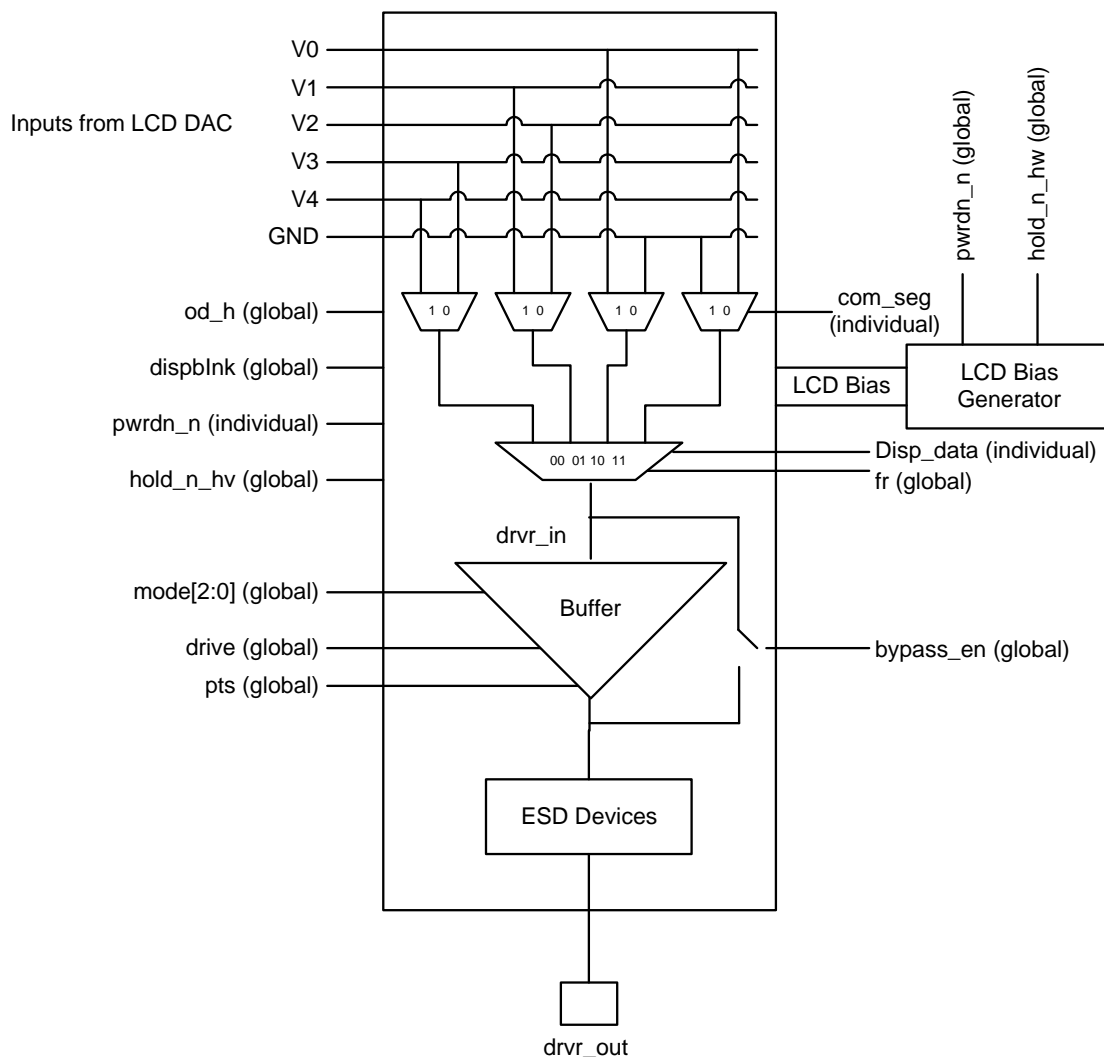 V0
V1
Inputs from LCD DAC
V2
V3
V4
GND
pwrdn_n (global)
hold_n_hw (global)
od_h (global)
1 0
1 0
1 0
1 0
com_seg
(individual)
dispblnk (global)
LCD Bias
LCD Bias
Generator
pwrdn_n (individual)
00 01 10 11
Disp_data (individual)
hold_n_hv (global)
fr (global)
drvr_in
mode[2:0] (global)
Buffer
drive (global)
bypass_en (global)
pts (global)
ESD Devices
drvr_out